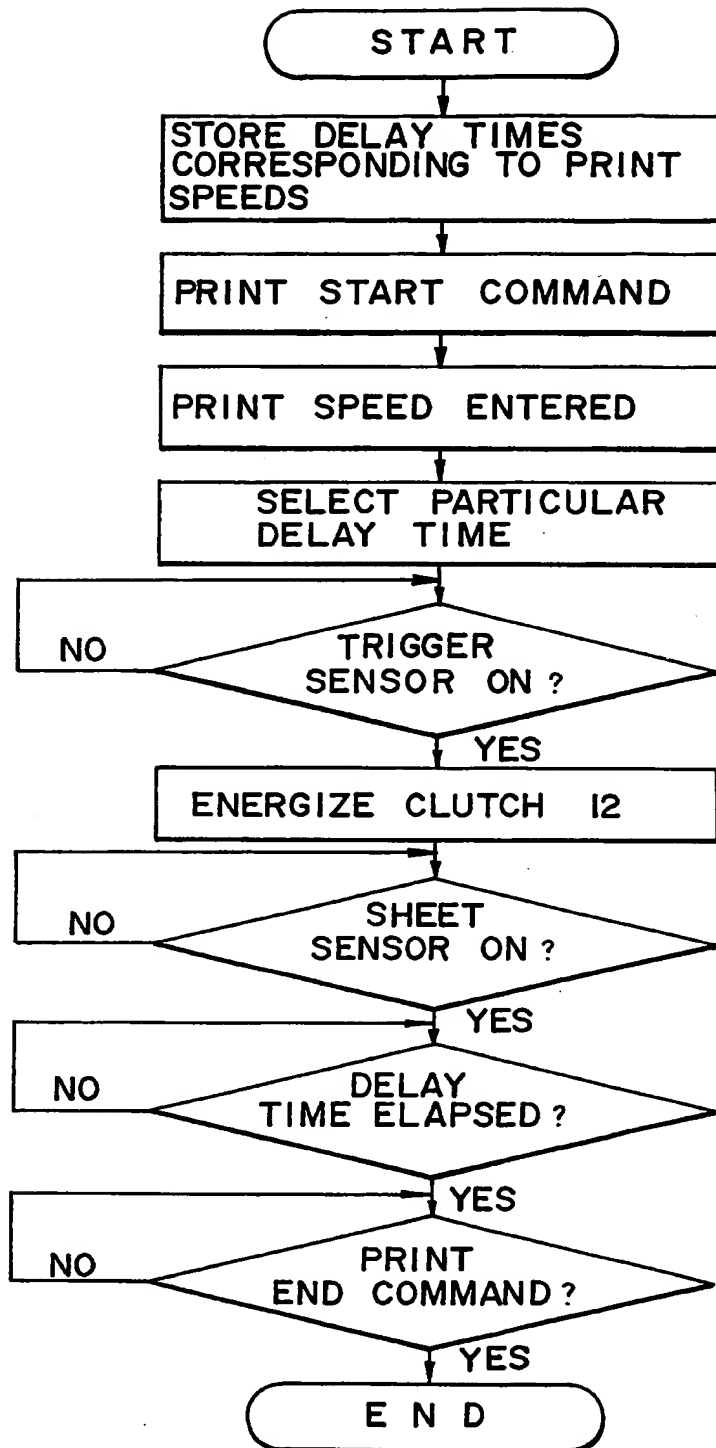 START
STORE DELAY TIMES
CORRESPONDING TO PRINT
SPEEDS
PRINT START COMMAND
PRINT SPEED ENTERED
SELECT PARTICULAR
DELAY TIME
TRIGGER
SENSOR ON?
NO
YES
ENERGIZE CLUTCH 12
SHEET
SENSOR ON?
NO
YES
DELAY
TIME ELAPSED?
NO
YES
PRINT
END COMMAND?
NO
YES
END